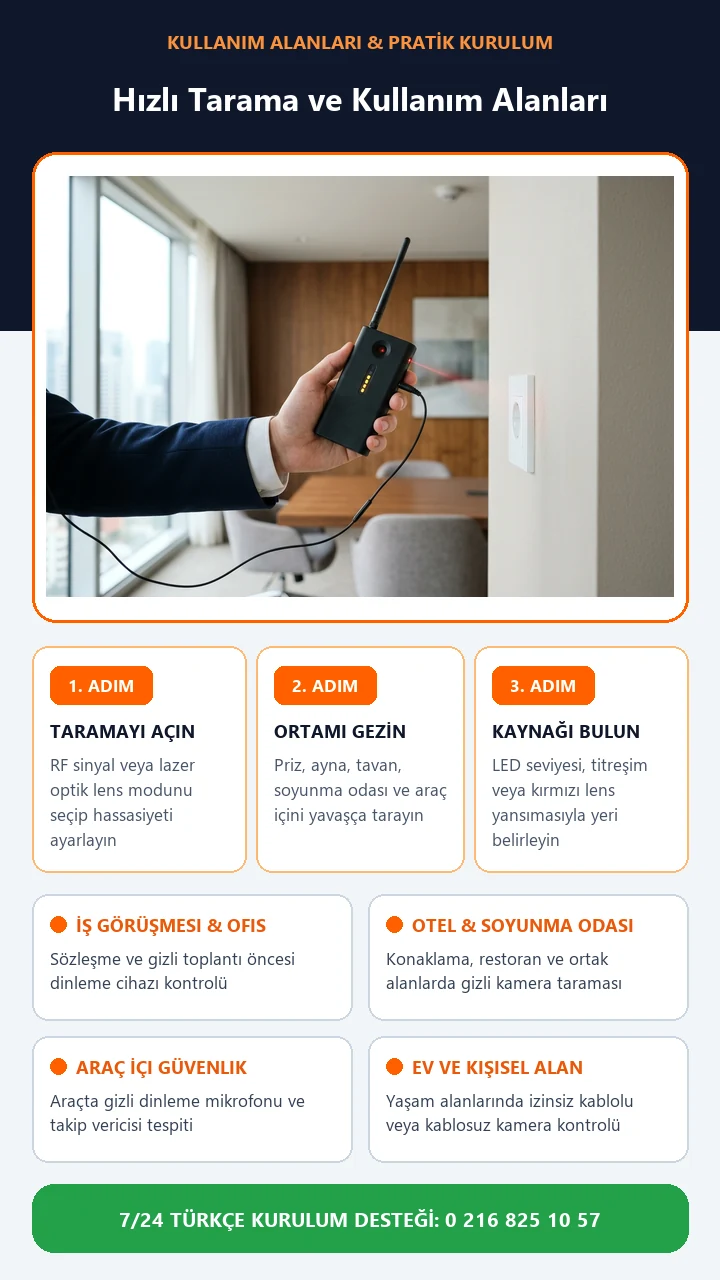 KULLANIM ALANLARI & PRATİK KURULUM
Hızlı Tarama ve Kullanım Alanları
1. ADIM
TARAMAYI AÇIN
RF sinyal veya lazer
optik lens modunu
seçip hassasiyeti
ayarlayın
2. ADIM
ORTAMI GEZİN
Priz, ayna, tavan,
soyunma odası ve araç
içini yavaşça tarayın
3. ADIM
KAYNAĞI BULUN
LED seviyesi, titreşim
veya kırmızı lens
yansımasıyla yeri
belirleyin
İŞ GÖRÜŞMESI & OFIS
Sözleşme ve gizli toplantı öncesi
dinleme cihazı kontrolü
OTEL & SOYUNMA ODASI
Konaklama, restoran ve ortak
alanlarda gizli kamera taraması
ARAÇ İÇI GÜVENLIK
Araçta gizli dinleme mikrofonu ve
takip vericisi tespiti
EV VE KIŞISEL ALAN
Yaşam alanlarında izinsiz kablolu
veya kablosuz kamera kontrolü
7/24 TÜRKÇE KURULUM DESTEĞİ: 0 216 825 10 57